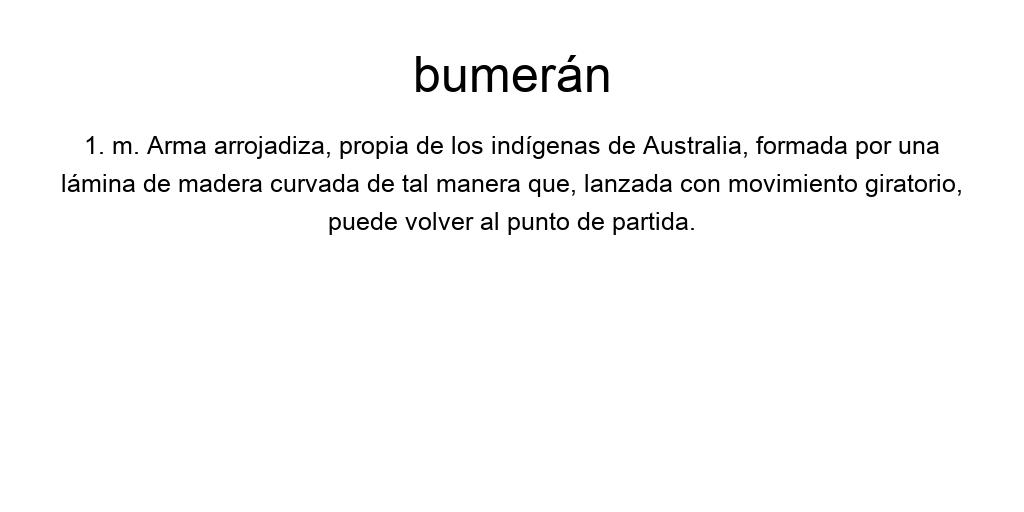 bumerán
1. m. Arma arrojadiza, propia de los indígenas de Australia, formada por una
lámina de madera curvada de tal manera que, lanzada con movimiento giratorio,
puede volver al punto de partida.